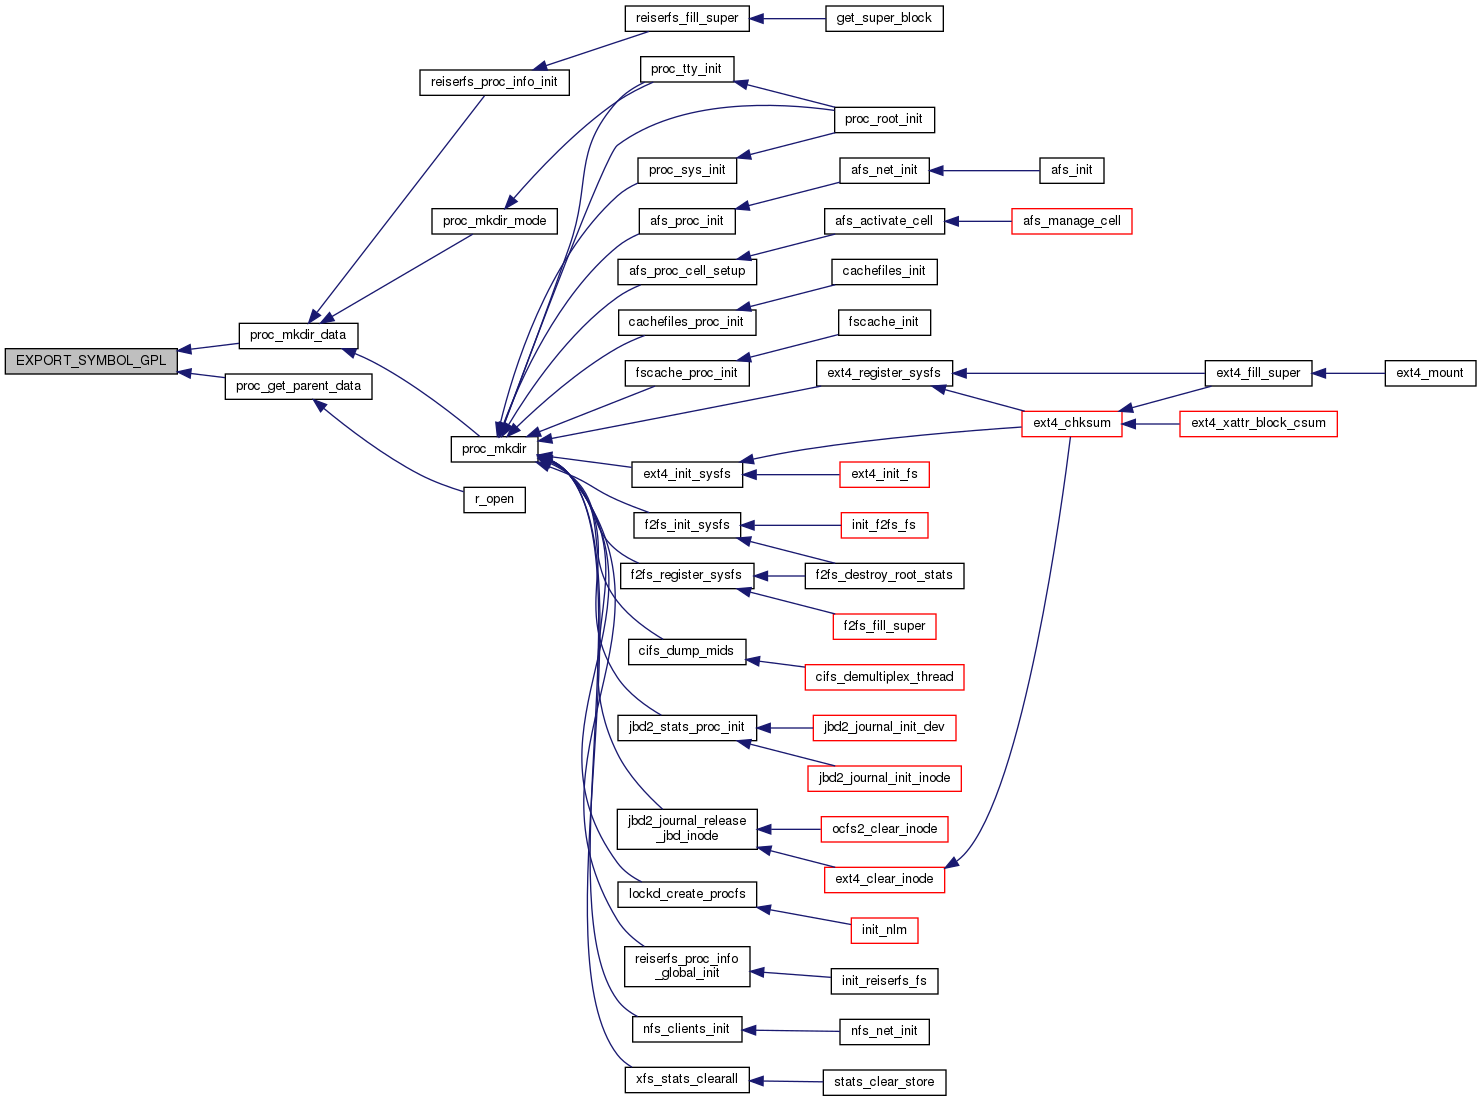 reiserfs_fill_super
get_super_block
proc_tty_init
reiserfs_proc_info_init
proc_root_init
proc_sys_init
afs_net_init
afs_init
proc_mkdir_mode
afs_proc_init
afs_activate_cell
afs_manage_cell
afs_proc_cell_setup
cachefiles_init
cachefiles_proc_init
fscache_init
proc_mkdir_data
EXPORT_SYMBOL_GPL
fscache_proc_init
ext4_register_sysfs
ext4_fill_super
ext4_mount
proc_get_parent_data
ext4_chksum
ext4_xattr_block_csum
proc_mkdir
ext4_init_sysfs
ext4_init_fs
r_open
f2fs_init_sysfs
init_f2fs_fs
f2fs_register_sysfs
f2fs_destroy_root_stats
f2fs_fill_super
cifs_dump_mids
cifs_demultiplex_thread
jbd2_stats_proc_init
jbd2_journal_init_dev
jbd2_journal_init_inode
jbd2_journal_release
_jbd_inode
ocfs2_clear_inode
ext4_clear_inode
lockd_create_procfs
init_nlm
reiserfs_proc_info
_global_init
init_reiserfs_fs
nfs_clients_init
nfs_net_init
xfs_stats_clearall
stats_clear_store